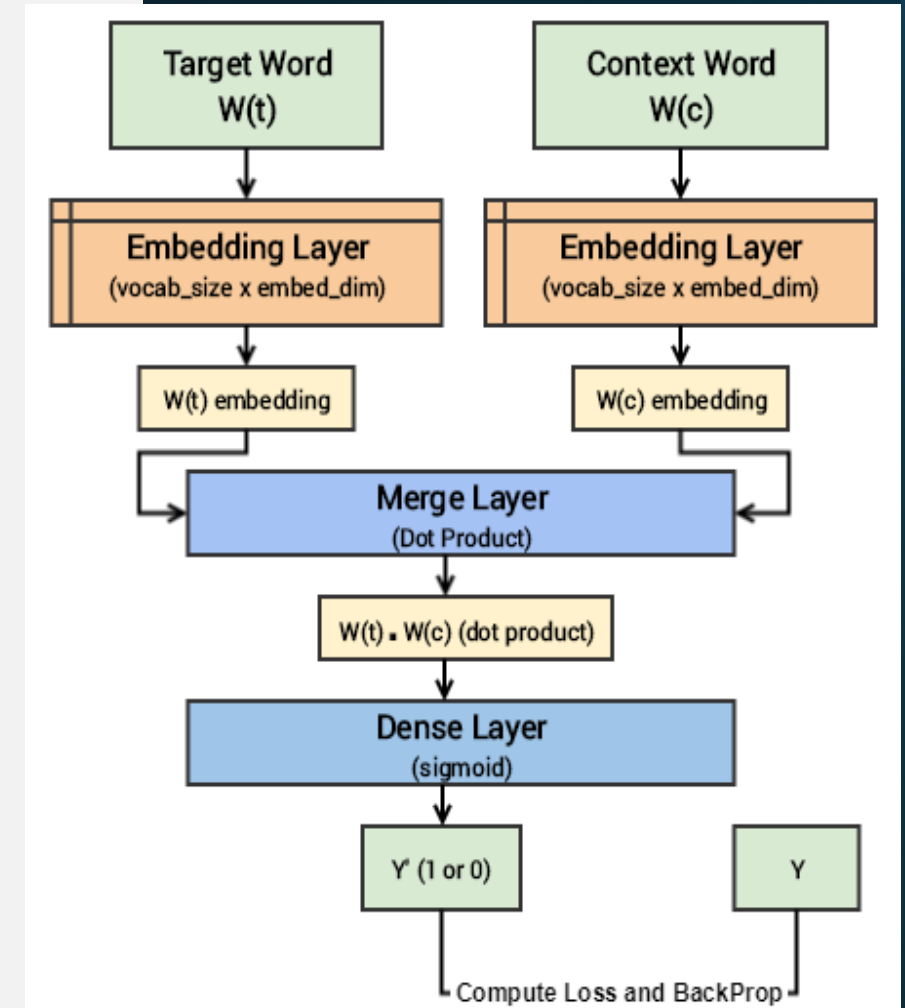 Target Word
W(t)
Context Word
W(c)
Embedding Layer
(vocab_size x embed_dim)
Embedding Layer
(vocab_size x embed_dim)
W(t) embedding
W(c) embedding
Merge Layer
(Dot Product)
W(t) . W(c) (dot product)
Dense Layer
(sigmoid)
Y' (1 or 0)
Y
Compute Loss and BackProp